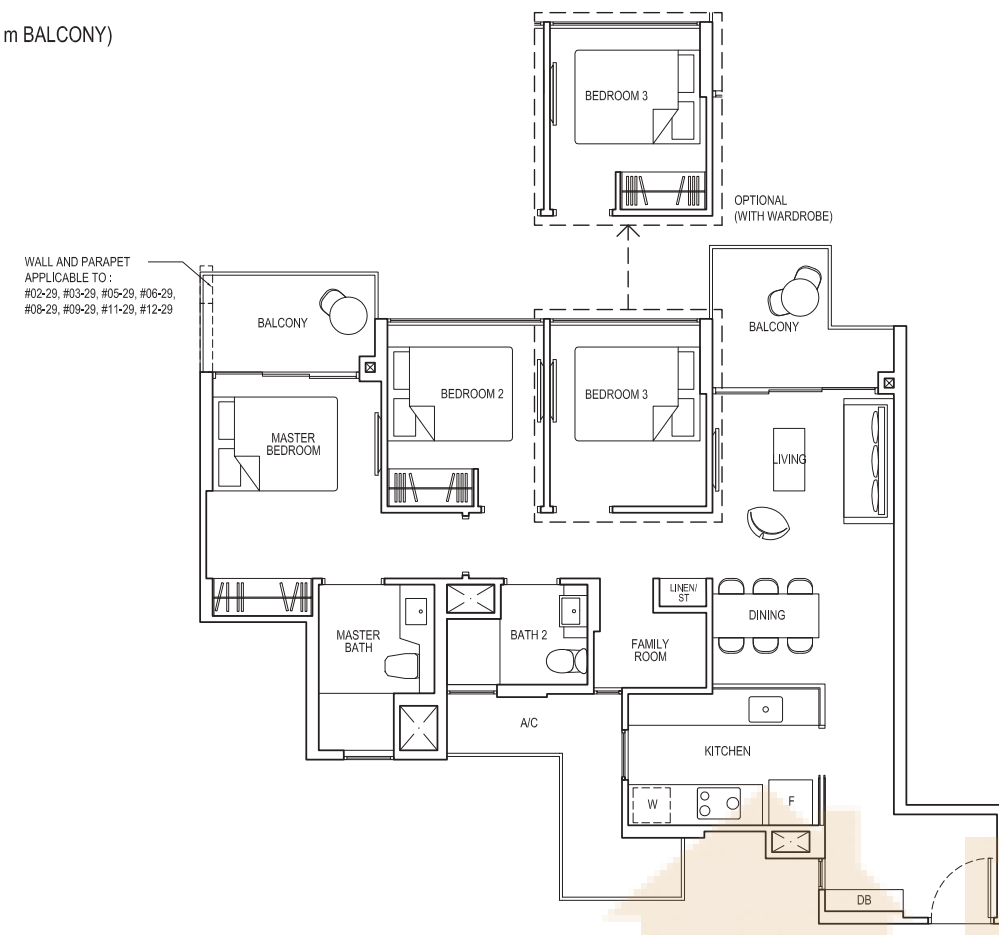 m BALCONY)
BEDROOM 3
OPTIONAL
(WITH WARDROBE)
WALL AND PARAPET
APPLICABLE TO :
#02-29, #03-29, #05-29, #06-29,
#08-29, #09-29, #11-29, #12-29
BALCONY
BALCONY
BEDROOM 2
BEDROOM 3
MASTER
BEDROOM
LIVING
LINEN/
ST
DINING
MASTER
BATH
BATH 2
FAMILY
ROOM
A/C
KITCHEN
W
F
DB